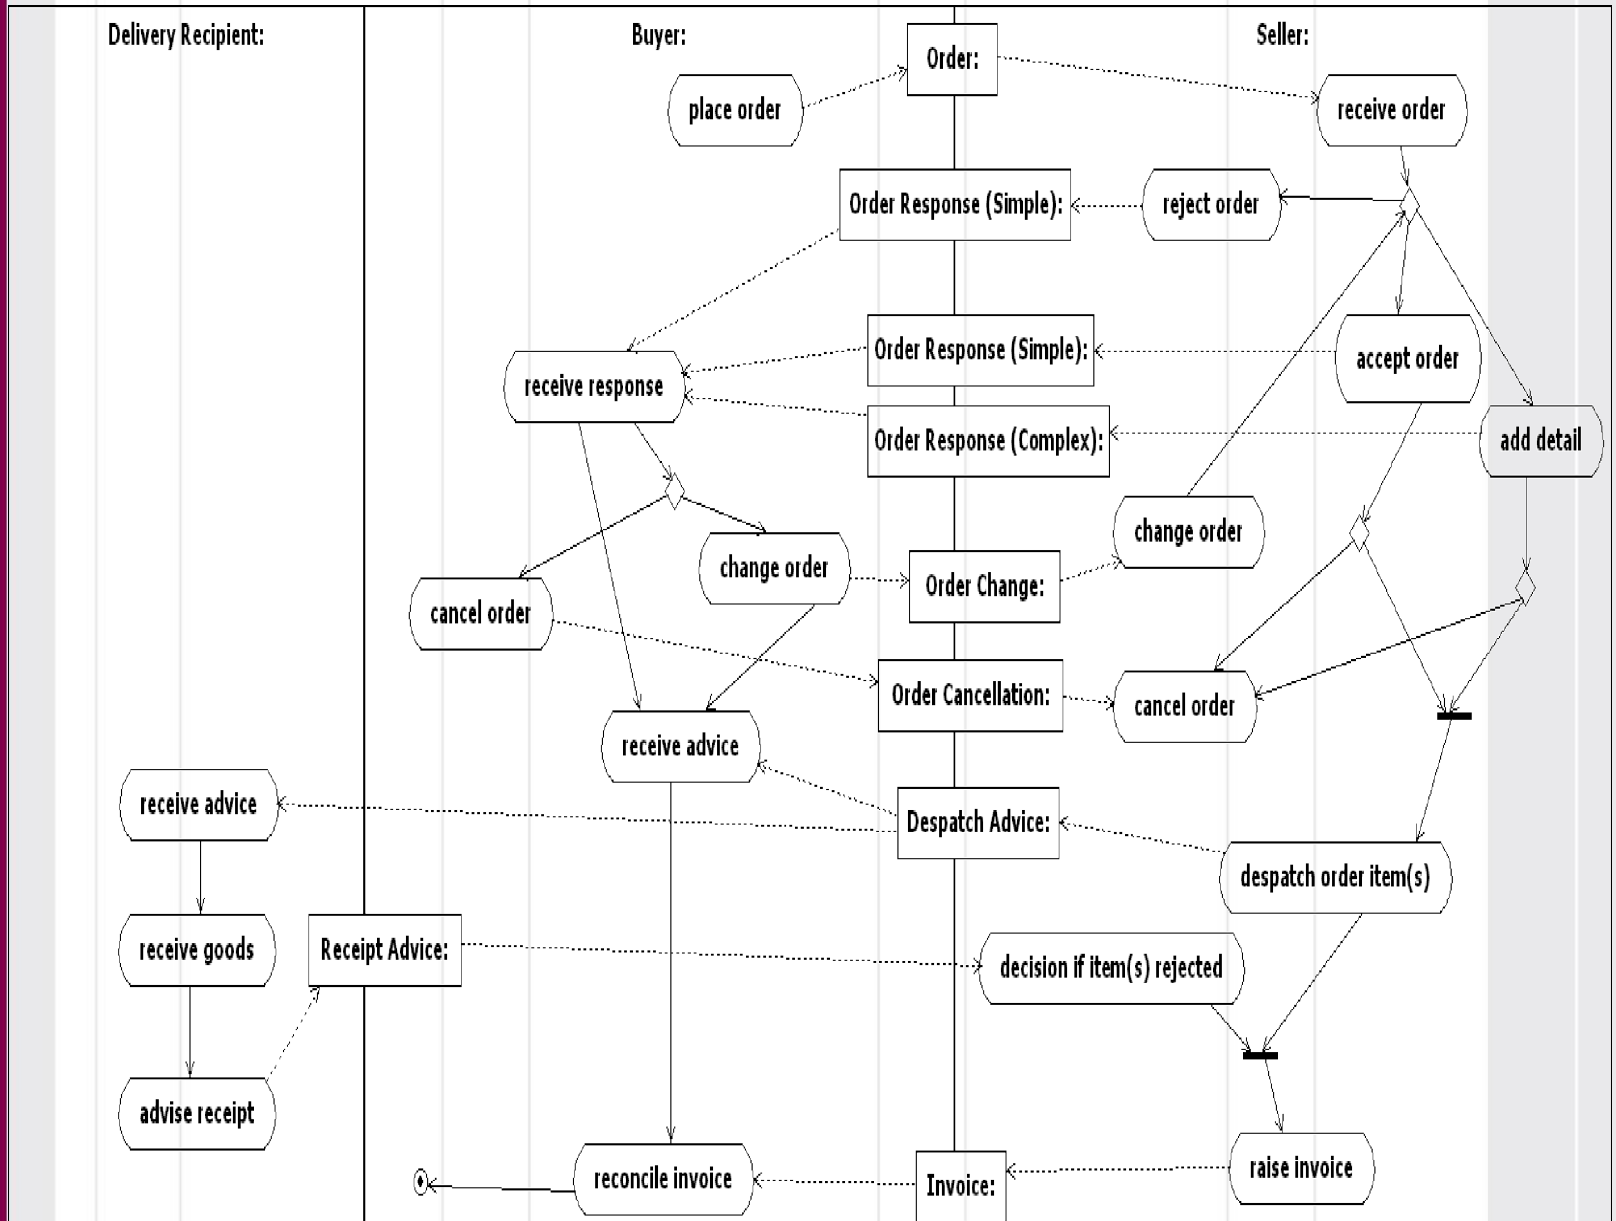 Delivery Recipient:
Buyer:
Seller:
Order:
place order
receive order
Order Response (Simple):
reject order
Order Response (Simple):
accept order
receive response
Order Response (Complex):
add detail
change order
change order
Order Change:
cancel order
Order Cancellation:
cancel order
receive advice
receive advice
Despatch Advice:
despatch order item(s)
receive goods
Receipt Advice:
decision if item(s) rejected
advise receipt
reconcile invoice
Invoice:
raise invoice